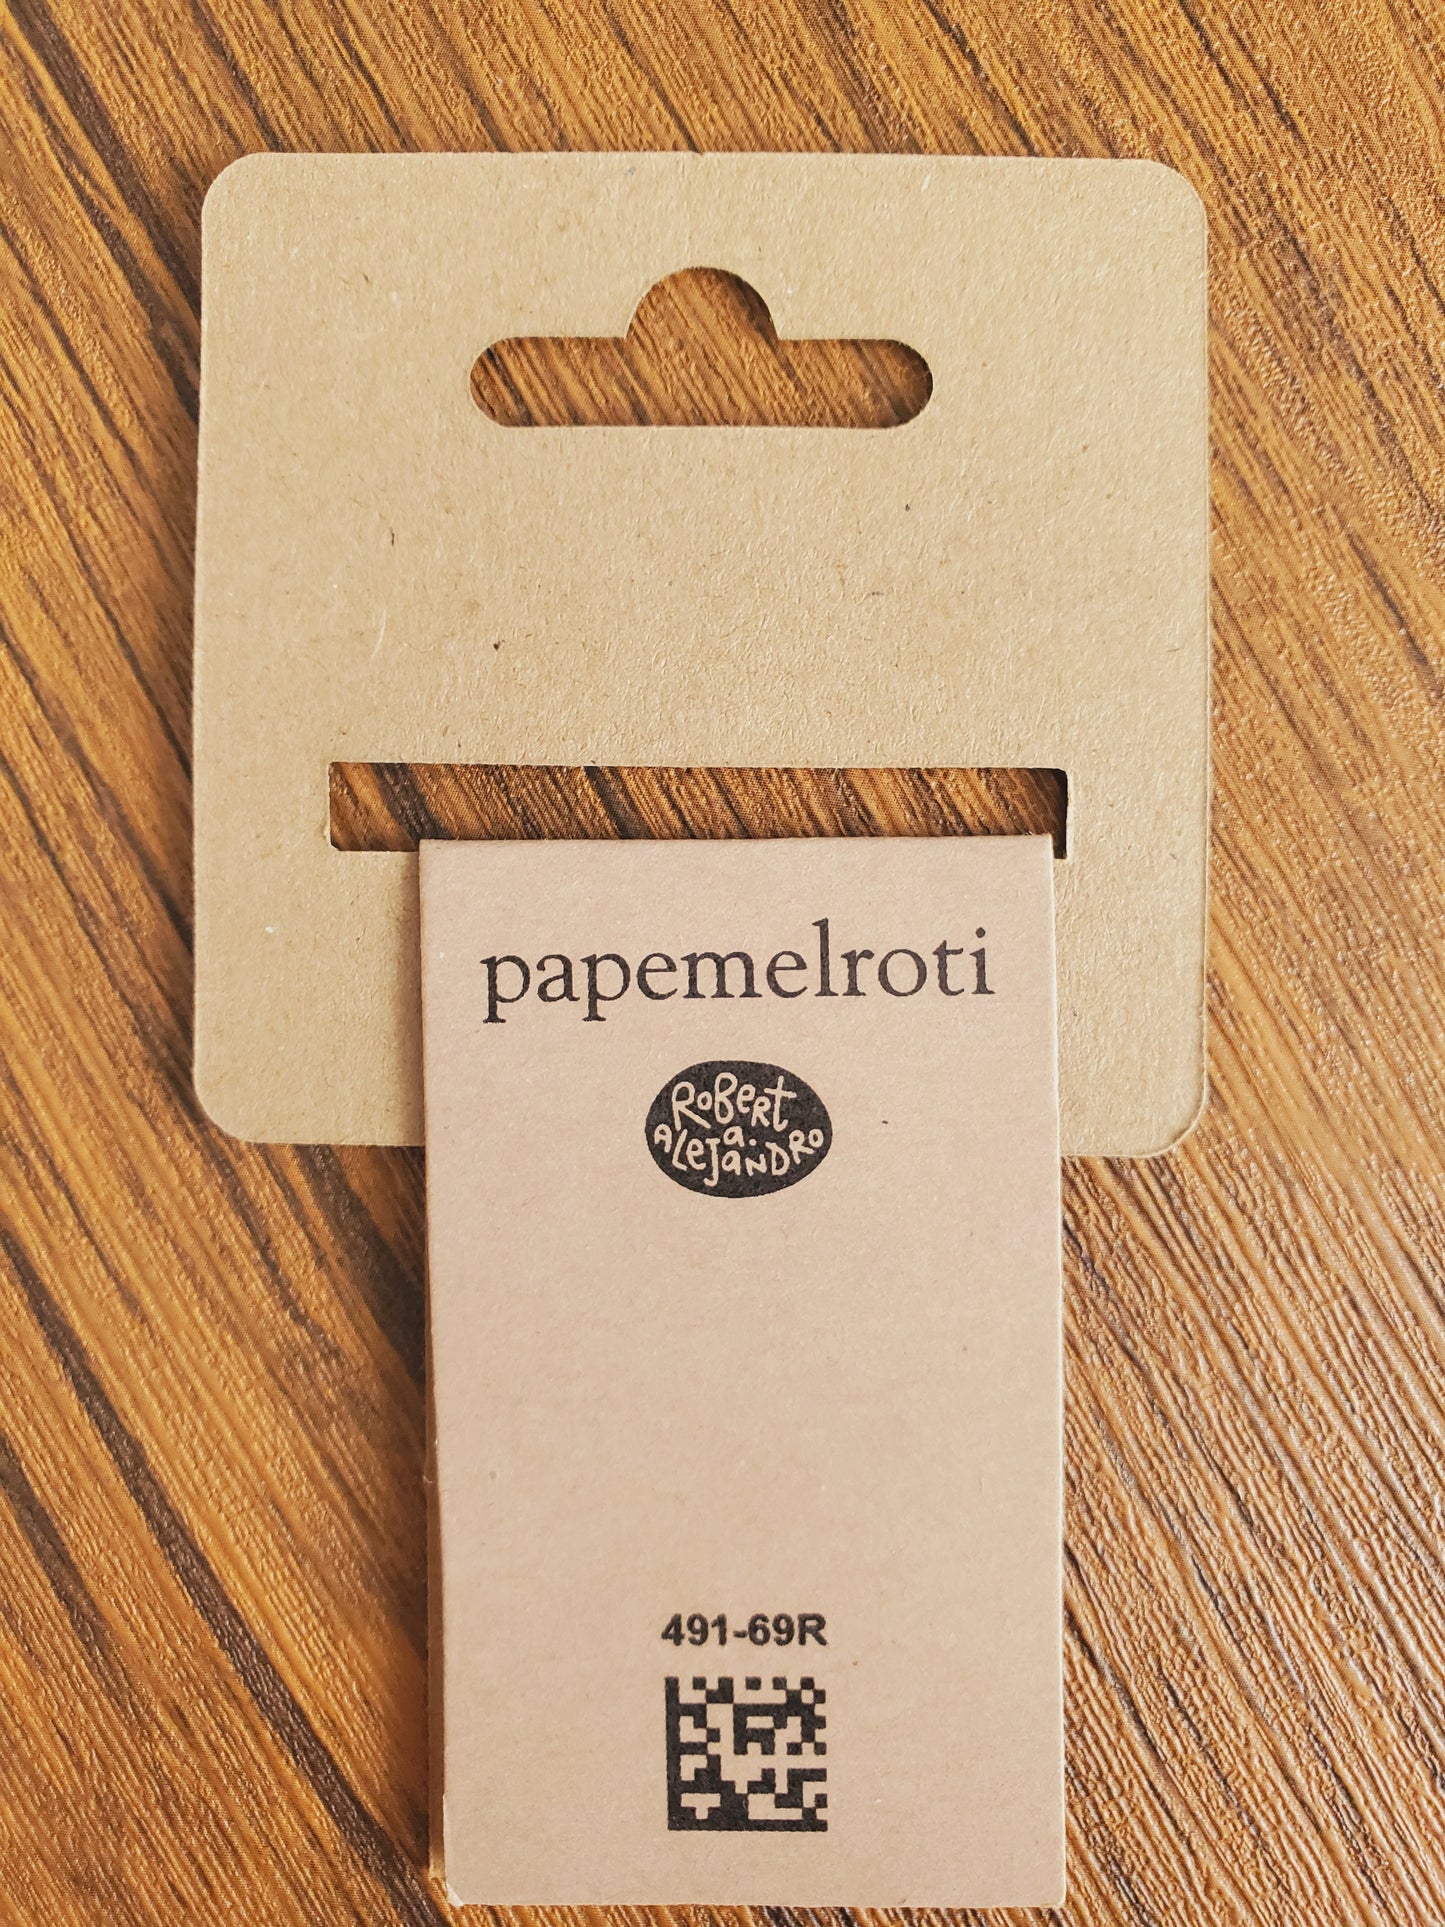 papemelroti
ROBERT
a.
ALEJANDRO
491-69R